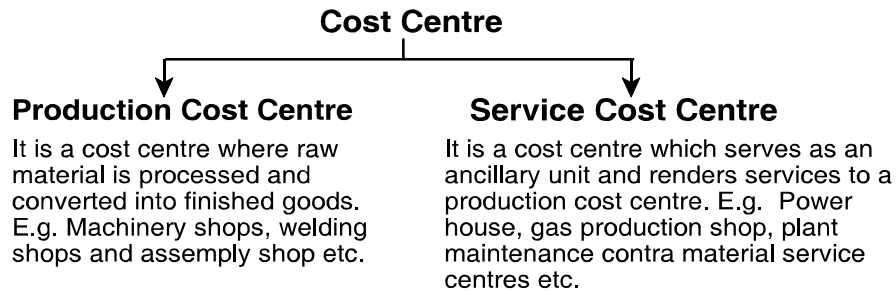 Cost Centre
Production Cost Centre
It is a cost centre where raw
material is processed and
converted into finished goods.
E.g. Machinery shops, welding
shops and assemply shop etc.
Service Cost Centre
It is a cost centre which serves as an
ancillary unit and renders services to a
production cost centre. E.g.  Power
house, gas production shop, plant
maintenance contra material service
centres etc.